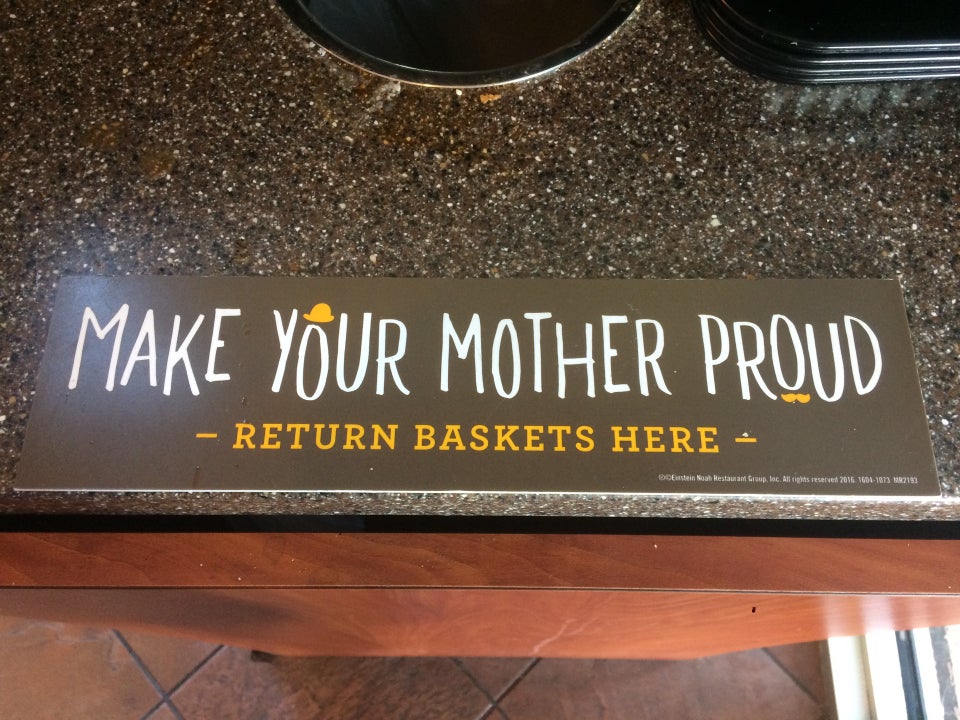 MAKE YOUR MOTHER PROUD
– RETURN BASKETS HERE –
©Einstein Noah Restaurant Group, Inc. All rights reserved 2016. 1604-1073 MR2193